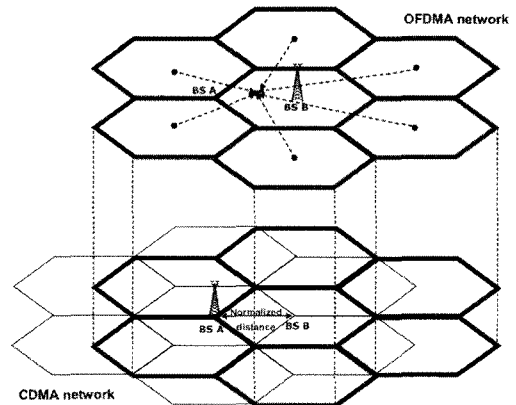 OFDMA network
BS A
BS B
Normalized
distance
BS A
BS B
CDMA network